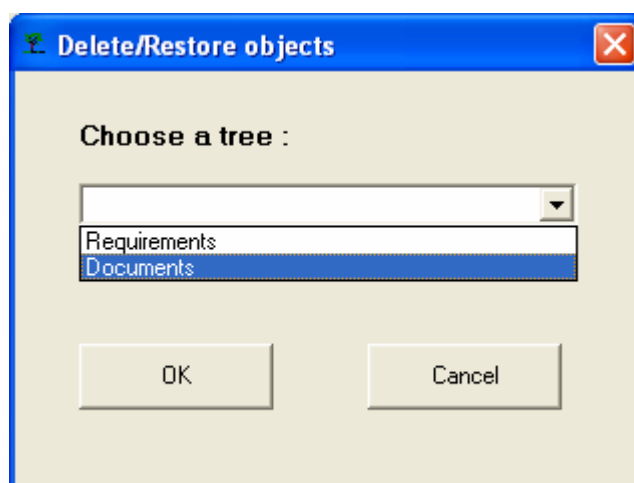 Delete/Restore objects
Choose a tree :
Requirements
Documents
OK Cancel